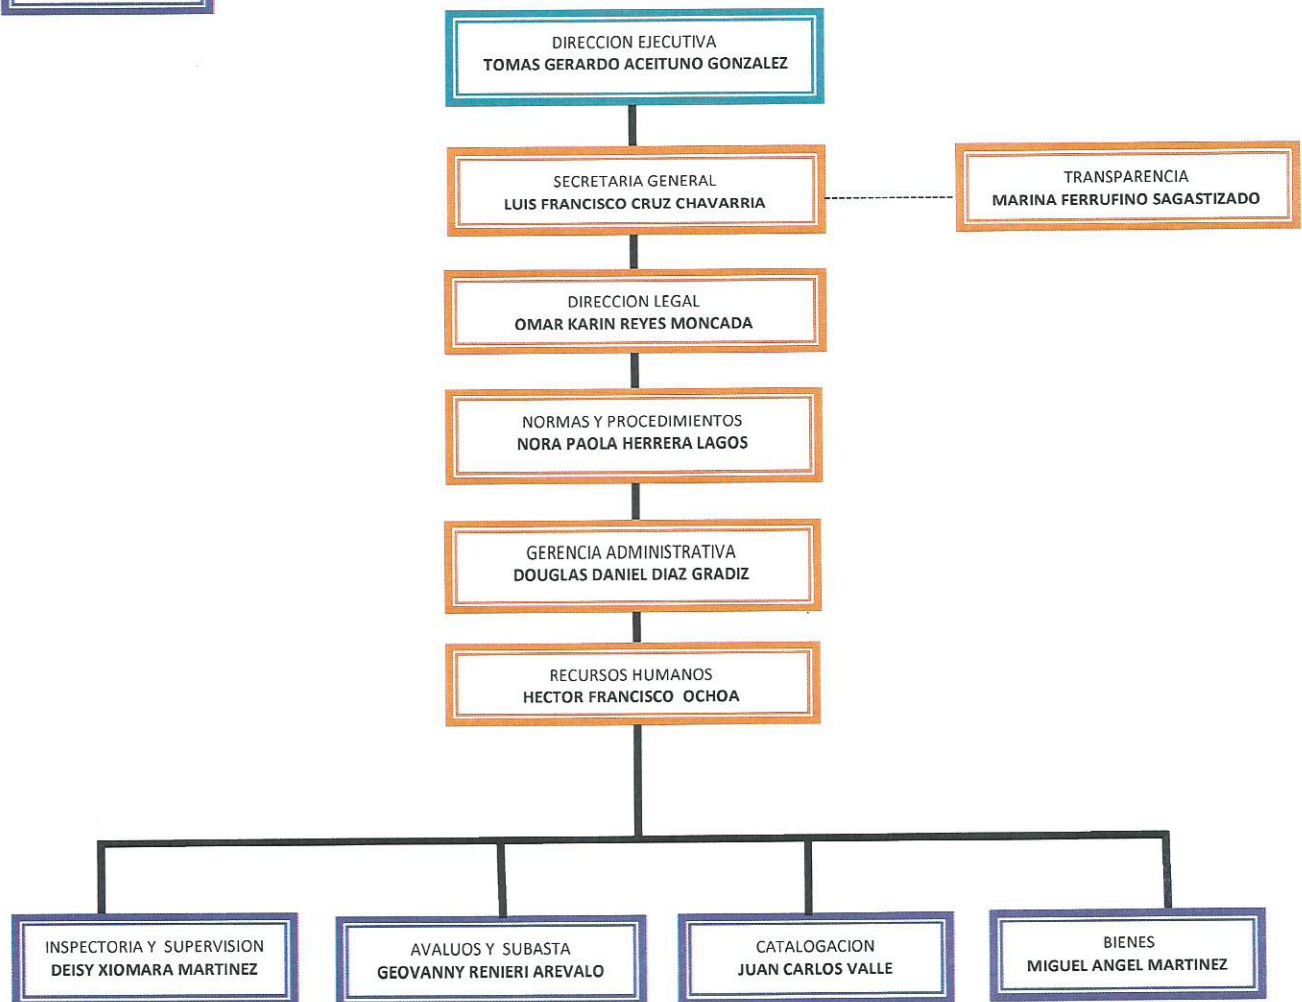 DIRECCION EJECUTIVA
TOMAS GERARDO ACEITUNO GONZALEZ
SECRETARIA GENERAL
LUIS FRANCISCO CRUZ CHAVARRIA
TRANSPARENCIA
MARINA FERRUFINO SAGASTIZADO
DIRECCION LEGAL
OMAR KARIN REYES MONCADA
NORMAS Y PROCEDIMIENTOS
NORA PAOLA HERRERA LAGOS
GERENCIA ADMINISTRATIVA
DOUGLAS DANIEL DIAZ GRADIZ
RECURSOS HUMANOS
HECTOR FRANCISCO OCHOA
INSPECTORIA Y SUPERVISION
DEISY XIOMARA MARTINEZ
AVALUOS Y SUBASTA
GEOVANNY RENIERI AREVALO
CATALOGACION
JUAN CARLOS VALLE
BIENES
MIGUEL ANGEL MARTINEZ